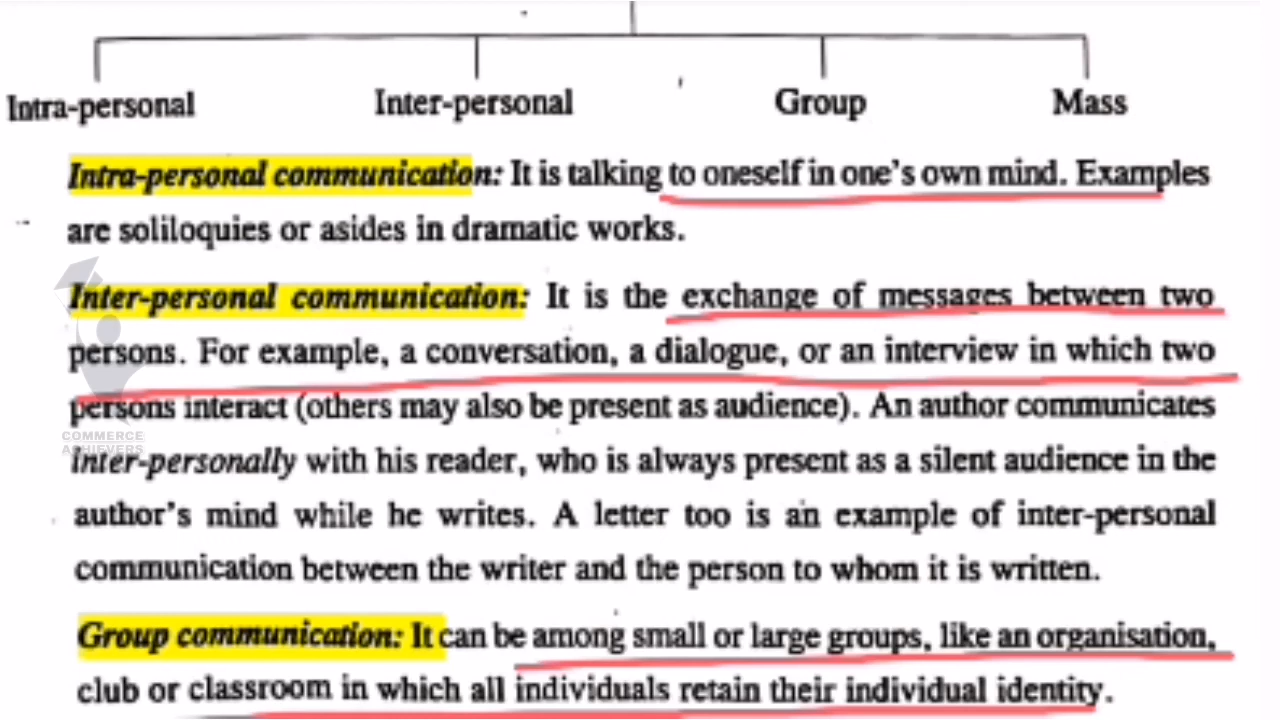 Intra-personal Inter-personal Group Mass
Intra-personal communication: It is talking to oneself in one's own mind. Examples
are soliloquies or asides in dramatic works.
Inter-personal communication: It is the exchange of messages between two
persons. For example, a conversation, a dialogue, or an interview in which two
persons interact (others may also be present as audience). An author communicates
inter-personally with his reader, who is always present as a silent audience in the
author's mind while he writes. A letter too is an example of inter-personal
communication between the writer and the person to whom it is written.
Group communication: It can be among small or large groups, like an organisation,
club or classroom in which all individuals retain their individual identity.
COMMERCE
ACHIEVERS